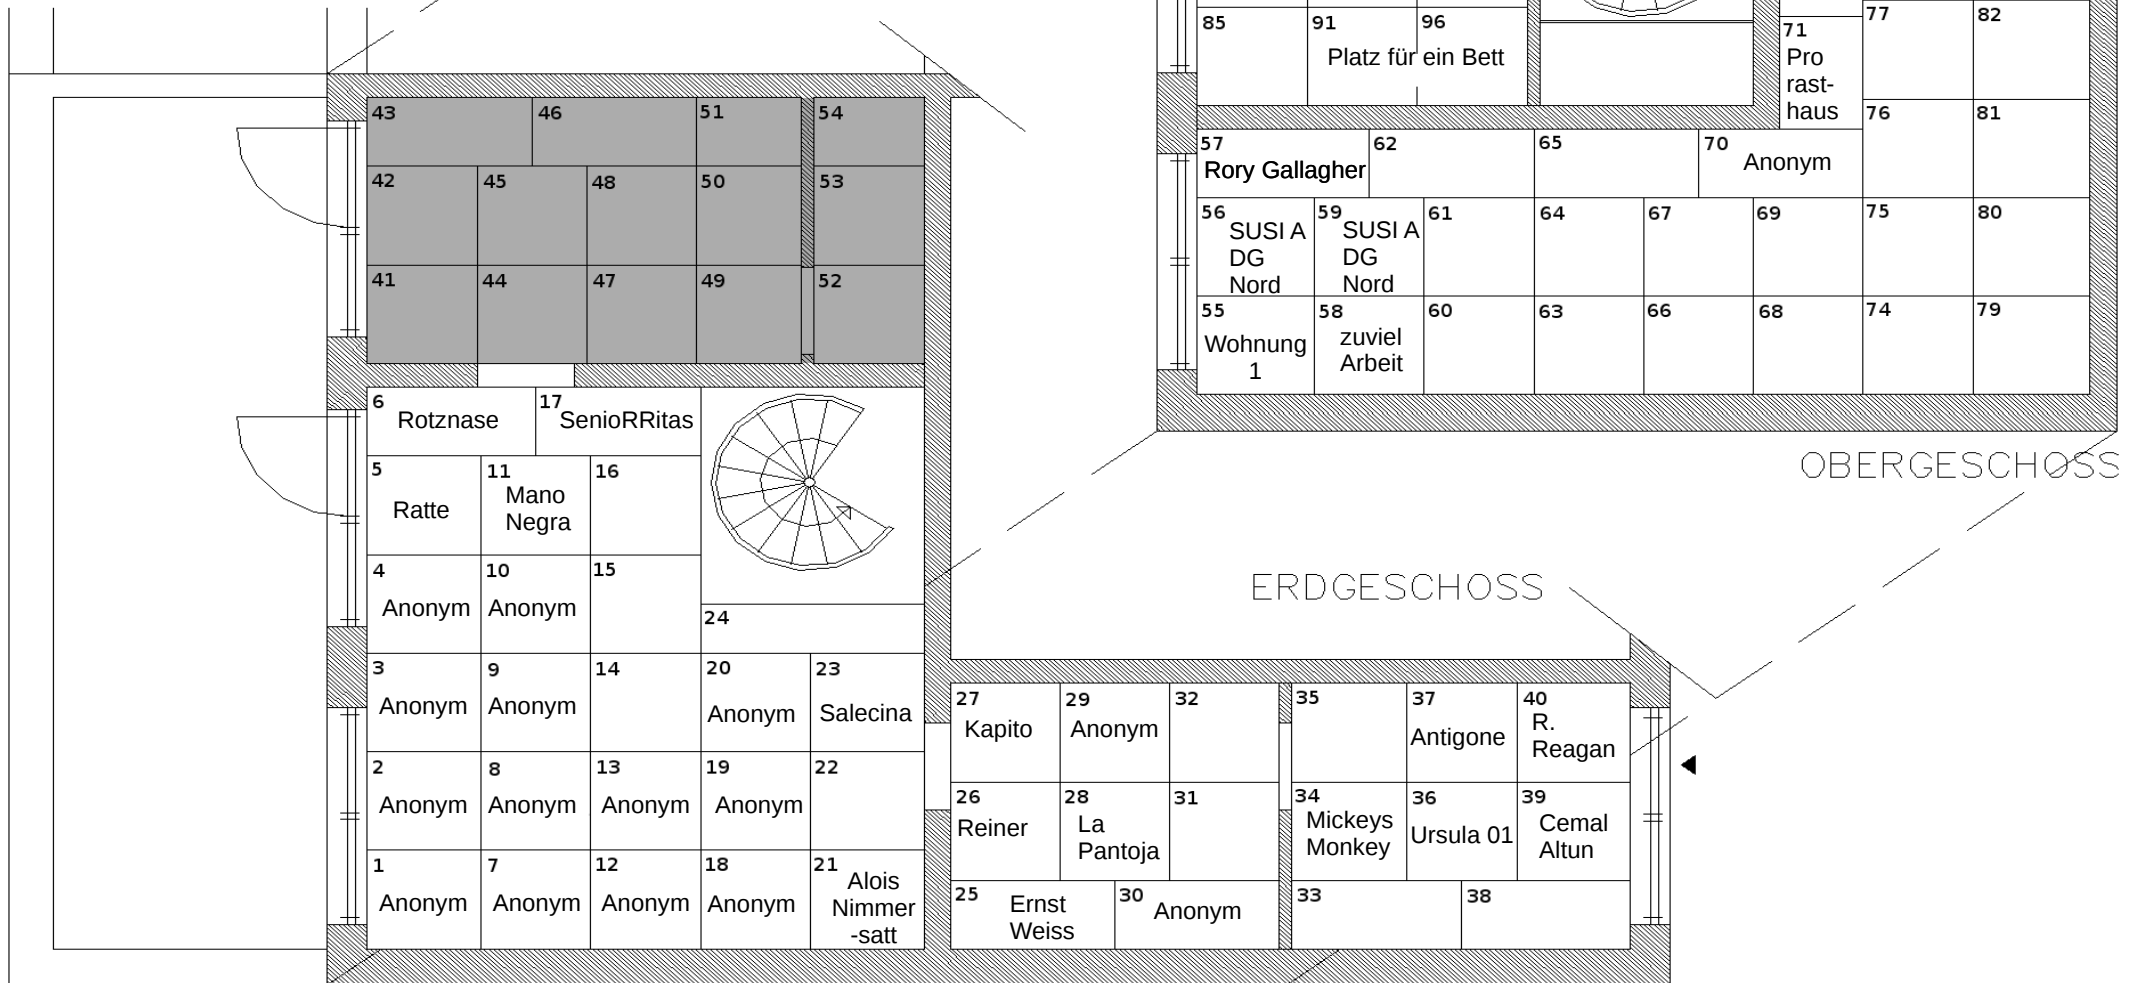 85
91
96
Platz für ein Bett
71
Pro
rast-
haus
77
82
76
81
57
Rory Gallagher
62
65
70
Anonym
56
SUSI A
DG
Nord
59
SUSI A
DG
Nord
61
64
67
69
75
80
55
Wohnung
1
58
zuviel
Arbeit
60
63
66
68
74
79
OBERGESCHOSS
43
46
51
54
42
45
48
50
53
41
44
47
49
52
6
Rotznase
17
SenioRRitas
5
Ratte
11
Mano
Negra
16
4
Anonym
10
Anonym
15
24
3
Anonym
9
Anonym
14
20
Anonym
23
Salecina
2
Anonym
8
Anonym
13
Anonym
19
Anonym
22
1
Anonym
7
Anonym
12
Anonym
18
Anonym
21
Alois
Nimmer
-satt
ERDGESCHOSS
27
Kapito
29
Anonym
32
35
37
Antigone
40
R.
Reagan
26
Reiner
28
La
Pantoja
31
34
Mickeys
Monkey
36
Ursula 01
39
Cemal
Altun
25
Ernst
Weiss
30
Anonym
33
38